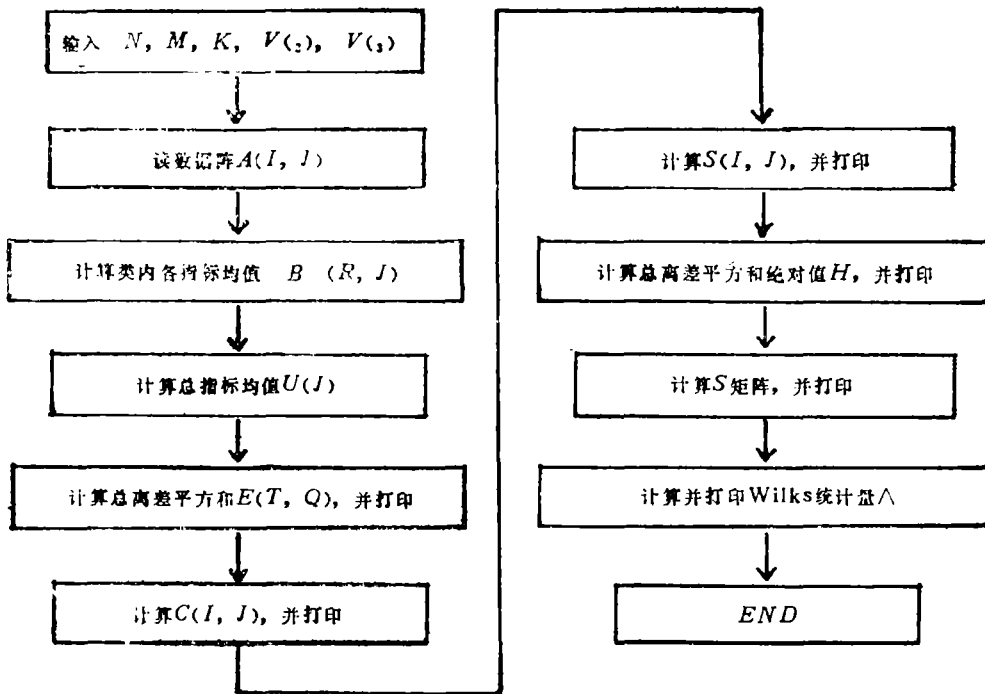 输入 N, M, K, V(₂), V(₃)
读数据阵A(I, J)
计算类内各指标均值 B (R, J)
计算总指标均值U(J)
计算总离差平方和E(T, Q), 并打印
计算C(I, J), 并打印
计算S(I, J), 并打印
计算总离差平方和绝对值H, 并打印
计算S矩阵, 并打印
计算并打印Wilks统计量∧
END